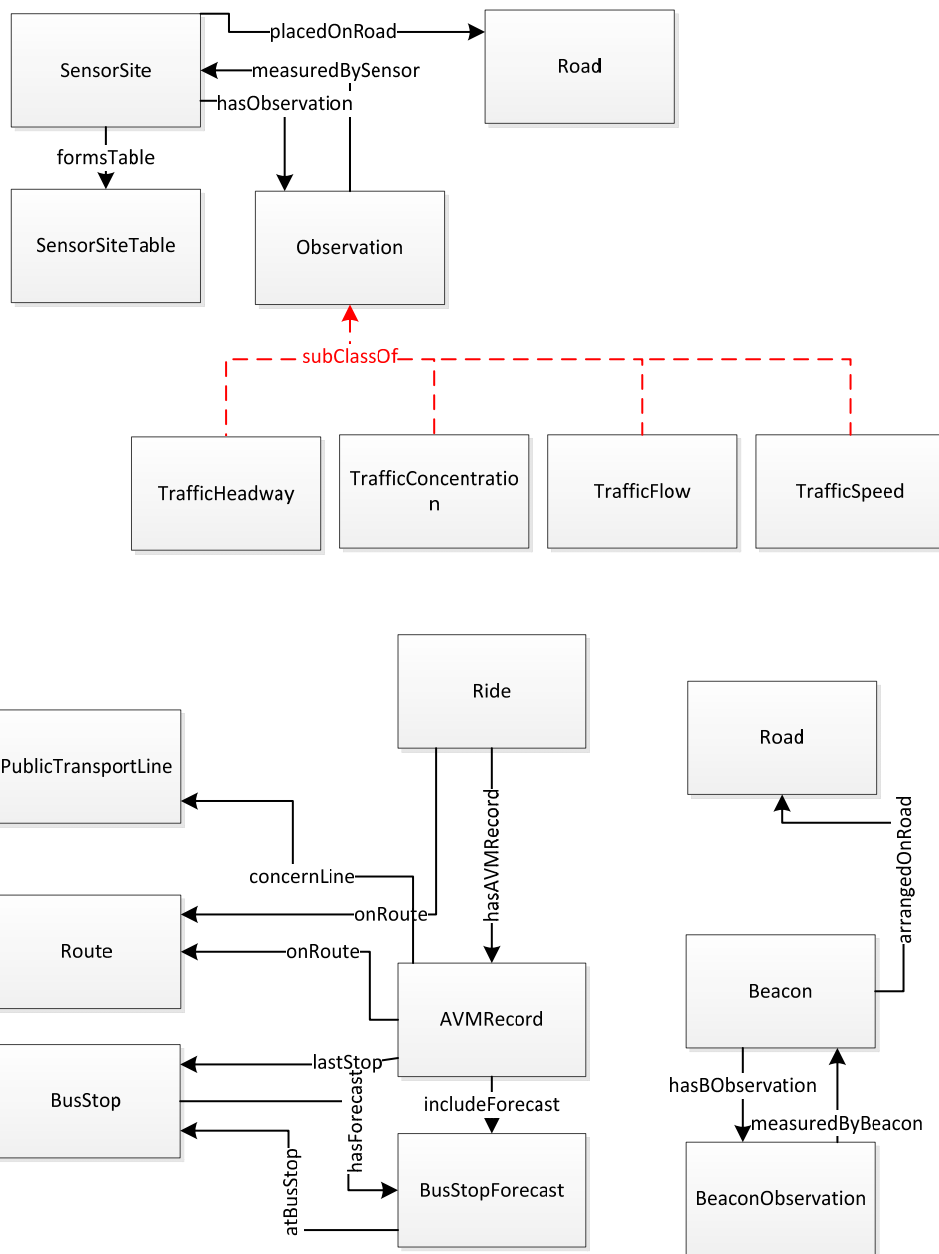 placedOnRoad
SensorSite
Road
measuredBySensor
hasObservation
formsTable
SensorSiteTable
Observation
subClassOf
TrafficHeadway
TrafficConcentratio
n
TrafficFlow
TrafficSpeed
Ride
Road
PublicTransportLine
hasAVMRecord
arrangedOnRoad
concernLine
onRoute
Route
onRoute
Beacon
AVMRecord
lastStop
hasBObservation
BusStop
hasForecast
includeForecast
measuredByBeacon
atBusStop
BusStopForecast
BeaconObservation